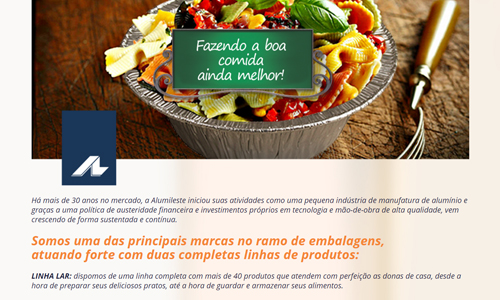 Fazendo a boa
comida
ainda melhor!
Há mais de 30 anos no mercado, a Alumileste iniciou suas atividades como uma pequena indústria de manufatura de alumínio e
graças a uma política de austeridade financeira e investimentos próprios em tecnologia e mão-de-obra de alta qualidade, vem
crescendo de forma sustentada e contínua.
Somos uma das principais marcas no ramo de embalagens,
atuando forte com duas completas linhas de produtos:
LINHA LAR: dispomos de uma linha completa com mais de 40 produtos que atendem com perfeição as donas de casa, desde a
hora de preparar seus deliciosos pratos, até a hora de guardar e armazenar seus alimentos.